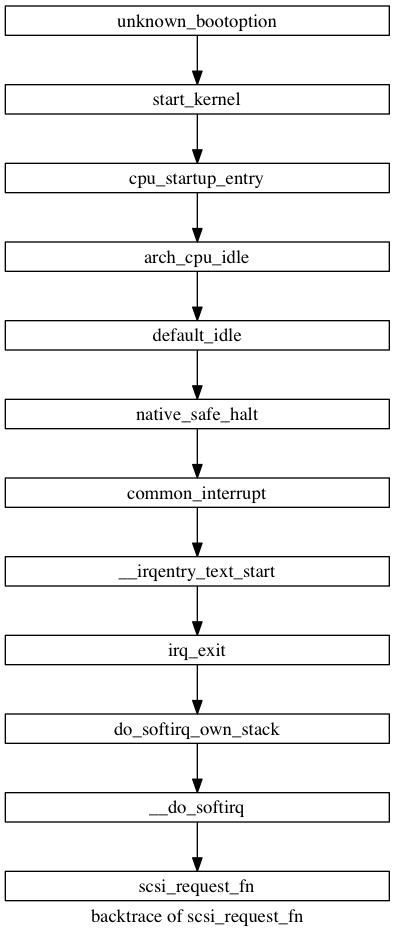 unknown_bootoption
start_kernel
cpu_startup_entry
arch_cpu_idle
default_idle
native_safe_halt
common_interrupt
__irqentry_text_start
irq_exit
do_softirq_own_stack
__do_softirq
scsi_request_fn
backtrace of scsi_request_fn